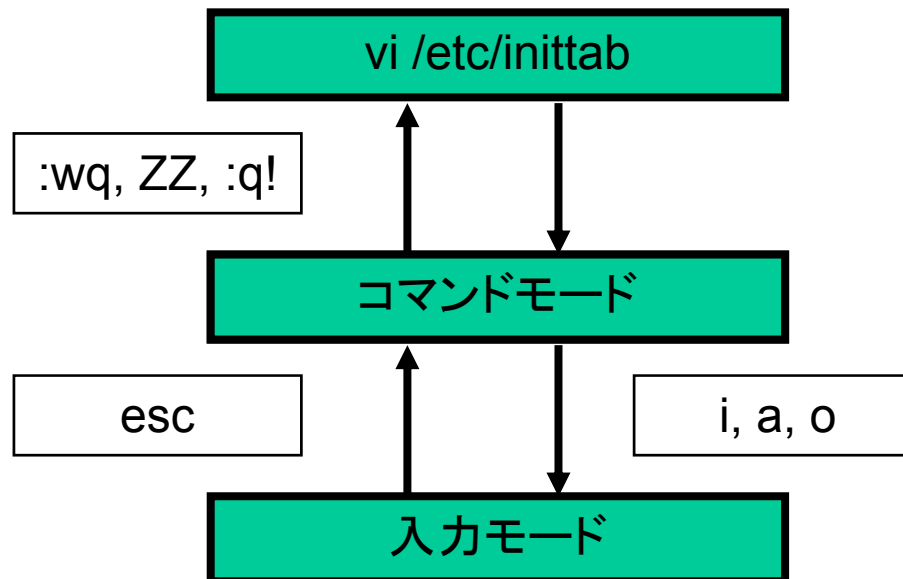 vi /etc/inittab
:wq, ZZ, :q!
コマンドモード
esc
i, a, o
入力モード